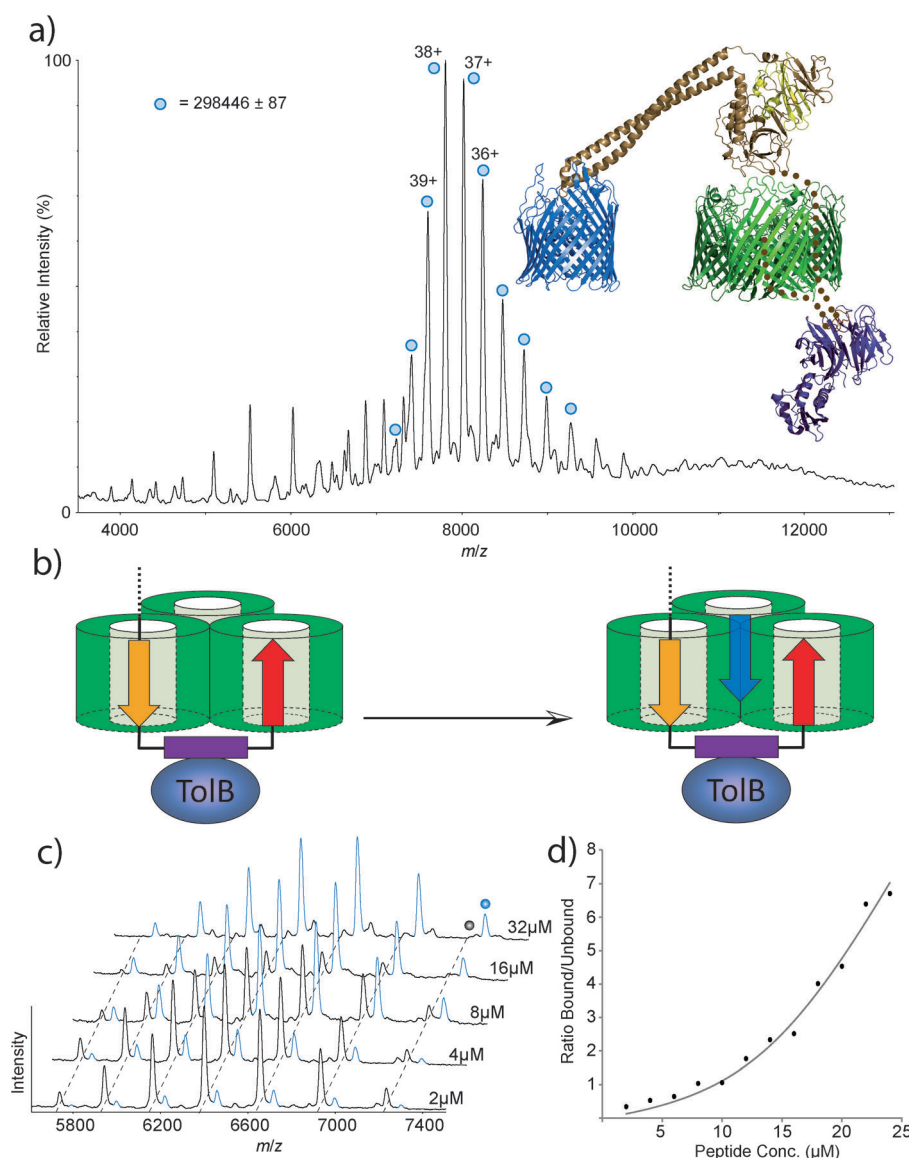 a)
100
38+
37+
= 298446 ± 87
36+
39+
Relative Intensity (%)
0
4000 6000 8000 10000 12000
m/z
b)
TolB TolB
c)
32µM
16µM
8µM
4µM
2µM
Intensity
5800 6200 6600 7000 7400
m/z
d)
8
7
6
5
4
3
2
1
Ratio Bound/Unbound
5 10 15 20 25
Peptide Conc. (µM)